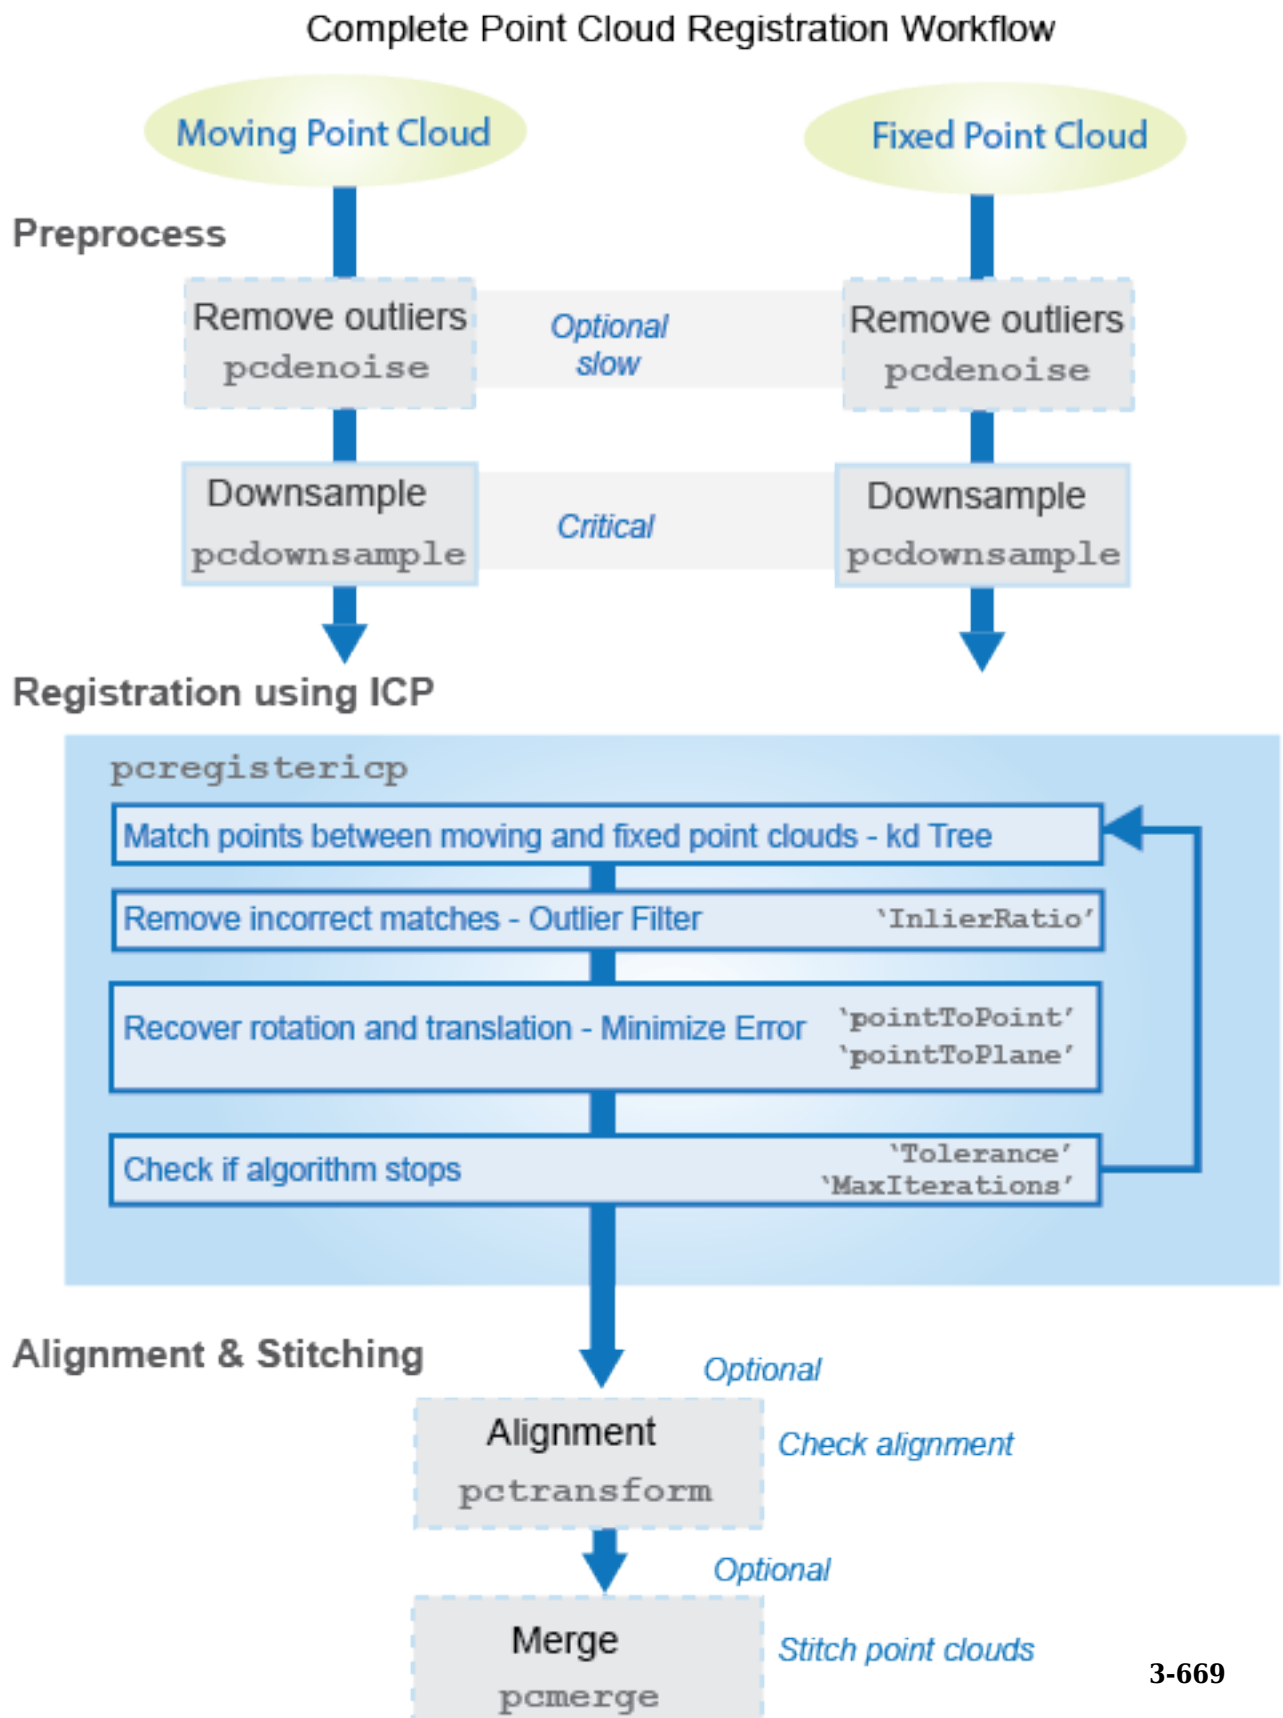 Complete Point Cloud Registration Workflow
Moving Point Cloud
Fixed Point Cloud
Preprocess
Remove outliers
pcdenoise
Optional
slow
Remove outliers
pcdenoise
Downsample
pcdownsample
Critical
Downsample
pcdownsample
Registration using ICP
pcregistericp
Match points between moving and fixed point clouds - kd Tree
Remove incorrect matches - Outlier Filter ‘InlierRatio’
Recover rotation and translation - Minimize Error ‘pointToPoint’
‘pointToPlane’
Check if algorithm stops ‘Tolerance’
‘MaxIterations’
Alignment & Stitching
Optional
Alignment
pctransform
Check alignment
Optional
Merge
pcmerge
Stitch point clouds
3-669